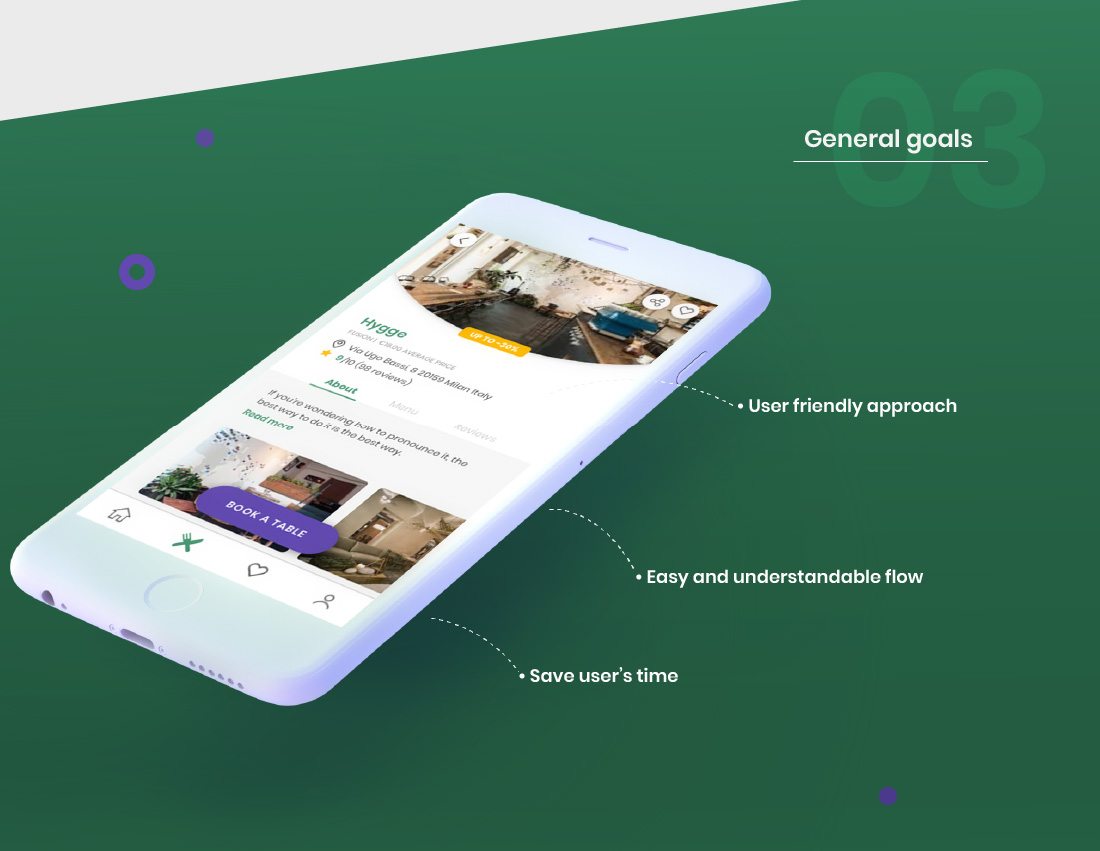 03
General goals
UP TO -30%
Hygge
FUSION | €16.00 AVERAGE PRICE
Via Ugo Bassi, 9 20159 Milan Italy
9/10 (98 reviews)
About
Menu
Reviews
If you're wondering how to pronounce it, the
best way to do it is the best way.
Read more
BOOK A TABLE
• User friendly approach
• Easy and understandable flow
• Save user's time